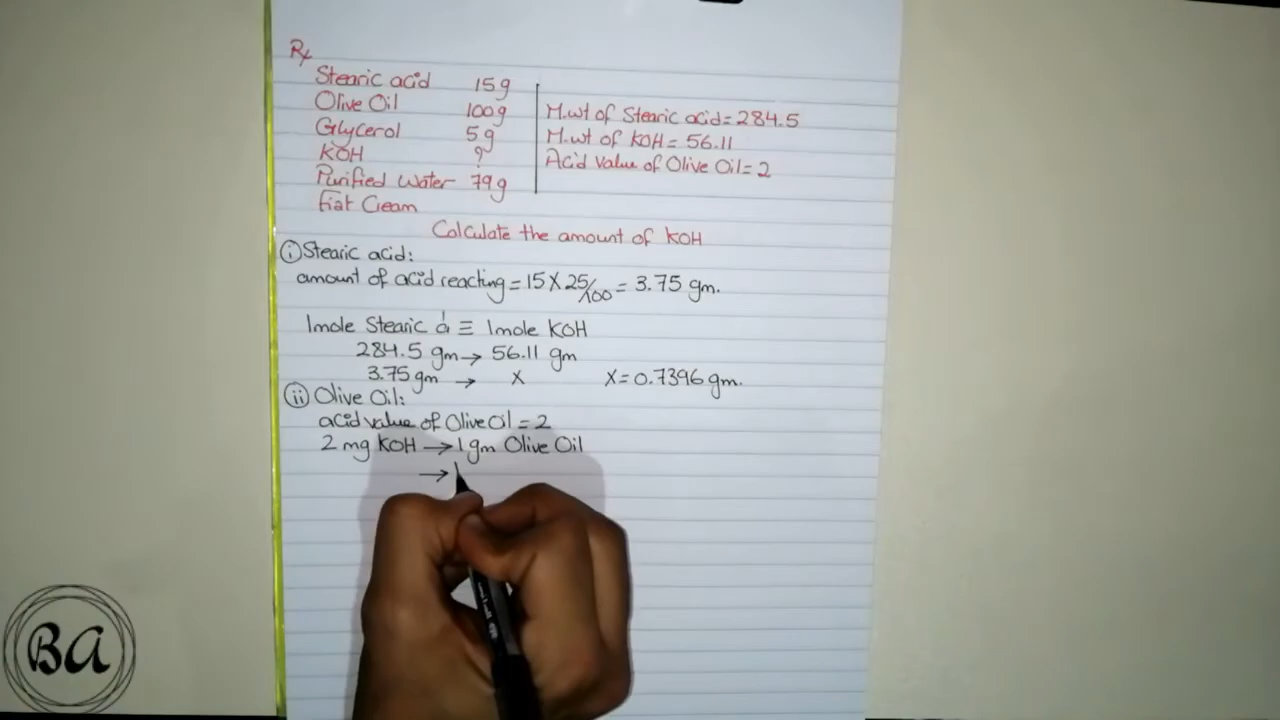 Rx
Stearic acid 15g
Olive Oil 100g
Glycerol 5g
KOH ?
Purified Water 79g
fiat Cream
M.wt of Stearic acid = 284.5
M.wt of KOH = 56.11
Acid Value of Olive Oil = 2
Calculate the amount of KOH
i Stearic acid:
amount of acid reacting = 15 X 25/100 = 3.75 gm.
1mole Stearic a ≡ 1mole KOH
284.5 gm → 56.11 gm
3.75 gm → X X = 0.7396 gm.
ii Olive Oil:
acid value of Olive Oil = 2
2 mg KOH → 1 gm Olive Oil
→ 1
BA